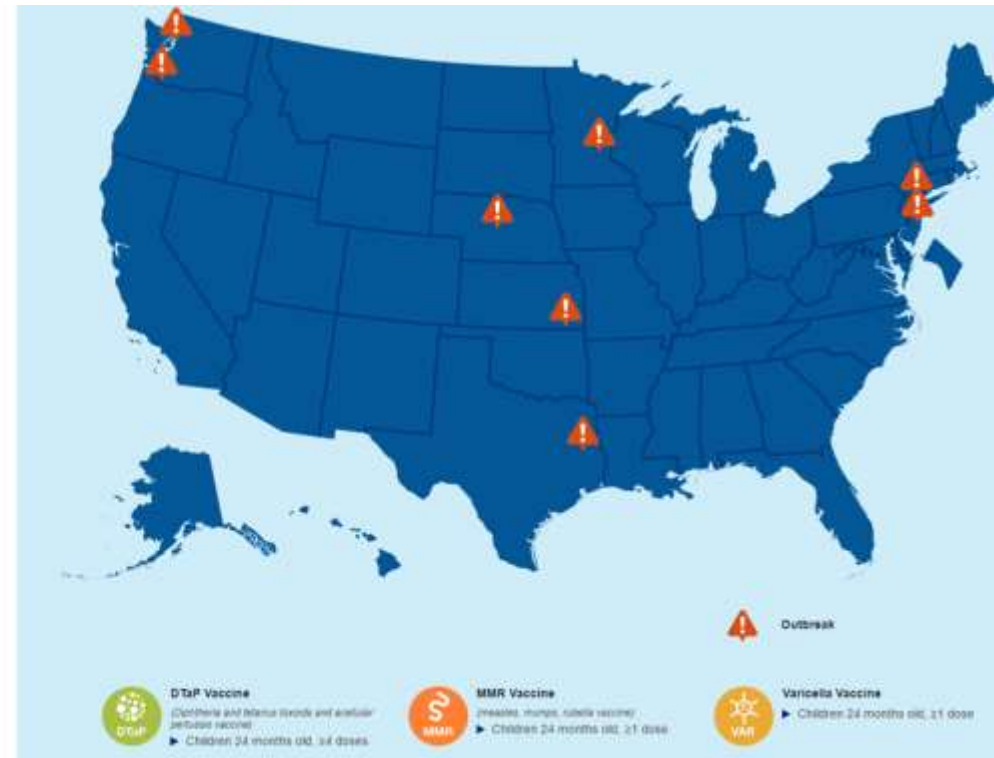 Outbreak
DTaP Vaccine
(Diphtheria and tetanus toxoids and acellular
pertussis vaccine)
▶ Children 24 months old, ≥4 doses
DTaP
MMR Vaccine
(measles, mumps, rubella vaccine)
▶ Children 24 months old, ≥1 dose
MMR
Varicella Vaccine
▶ Children 24 months old, ≥1 dose
VAR